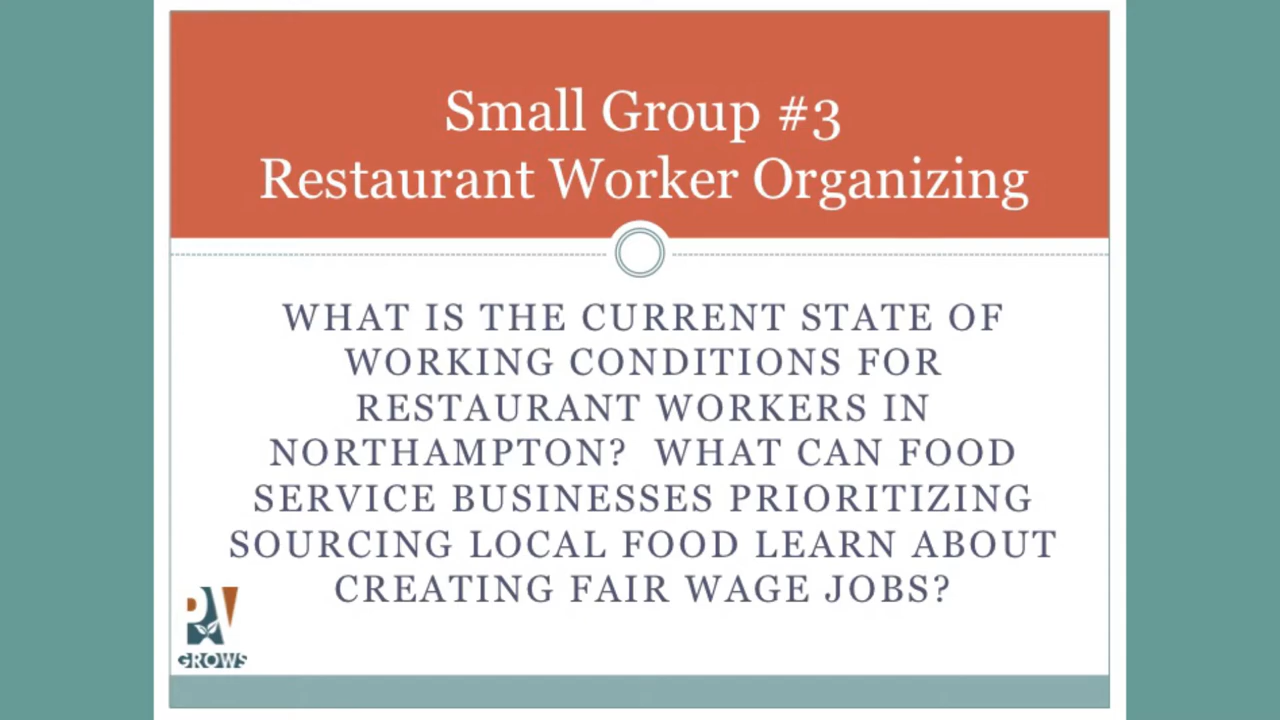 Small Group #3
Restaurant Worker Organizing
WHAT IS THE CURRENT STATE OF
WORKING CONDITIONS FOR
RESTAURANT WORKERS IN
NORTHAMPTON? WHAT CAN FOOD
SERVICE BUSINESSES PRIORITIZING
SOURCING LOCAL FOOD LEARN ABOUT
CREATING FAIR WAGE JOBS?
PV
GROWS